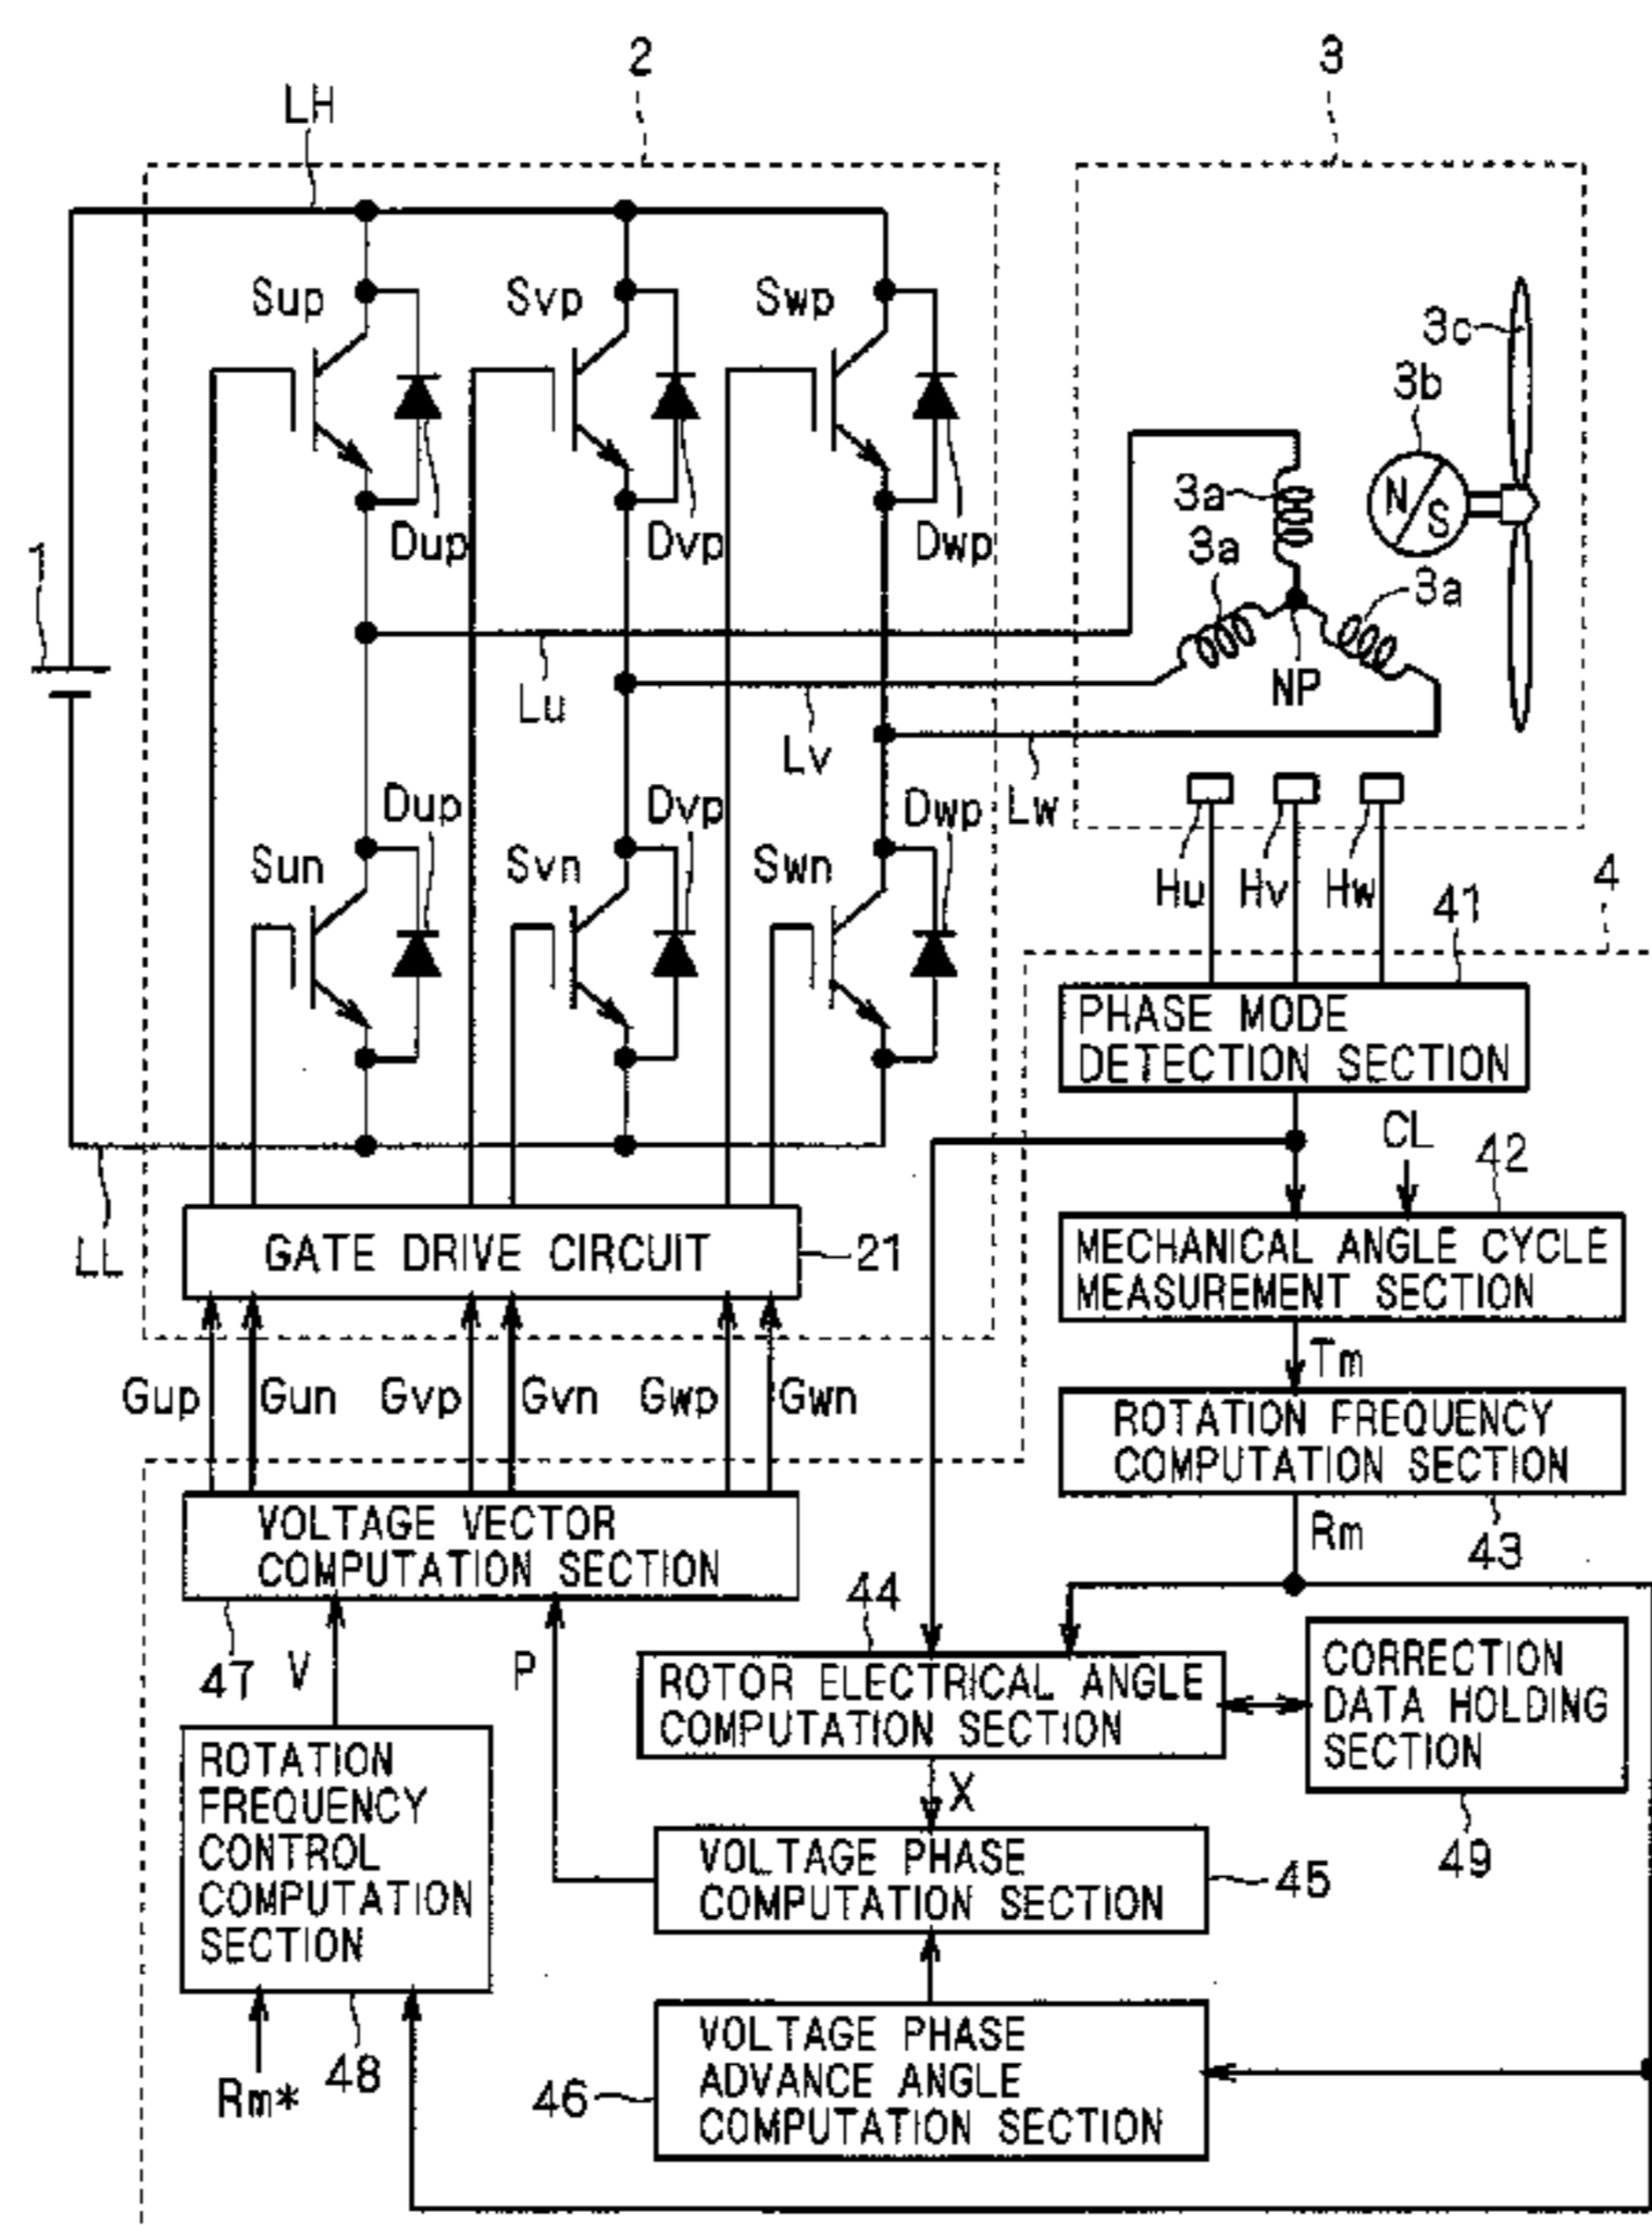 2
3
LH
Sup
Svp
Swp
3c
3b
N
S
3a
3a
3a
Dup
Dvp
Dwp
1
NP
Lu
Lv
Lw
Dup
Dvp
Dwp
Sun
Svn
Swn
Hu
Hv
Hw
4
41
PHASE MODE
DETECTION SECTION
CL
42
LL
GATE DRIVE CIRCUIT
21
MECHANICAL ANGLE CYCLE
MEASUREMENT SECTION
Tm
Gup
Gun
Gvp
Gvn
Gwp
Gwn
ROTATION FREQUENCY
COMPUTATION SECTION
VOLTAGE VECTOR
COMPUTATION SECTION
Rm
43
44
47
V
P
ROTOR ELECTRICAL ANGLE
COMPUTATION SECTION
CORRECTION
DATA HOLDING
SECTION
ROTATION
FREQUENCY
CONTROL
COMPUTATION
SECTION
X
49
VOLTAGE PHASE
COMPUTATION SECTION
45
Rm*
48
46
VOLTAGE PHASE
ADVANCE ANGLE
COMPUTATION SECTION